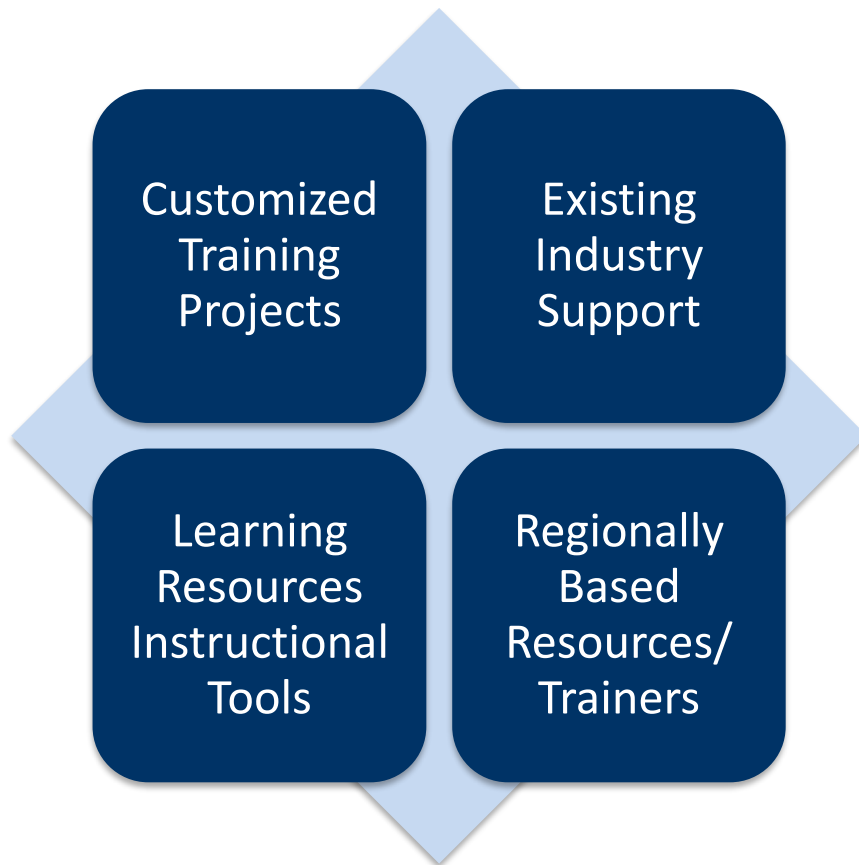 Customized
Training
Projects
Existing
Industry
Support
Learning
Resources
Instructional
Tools
Regionally
Based
Resources/
Trainers